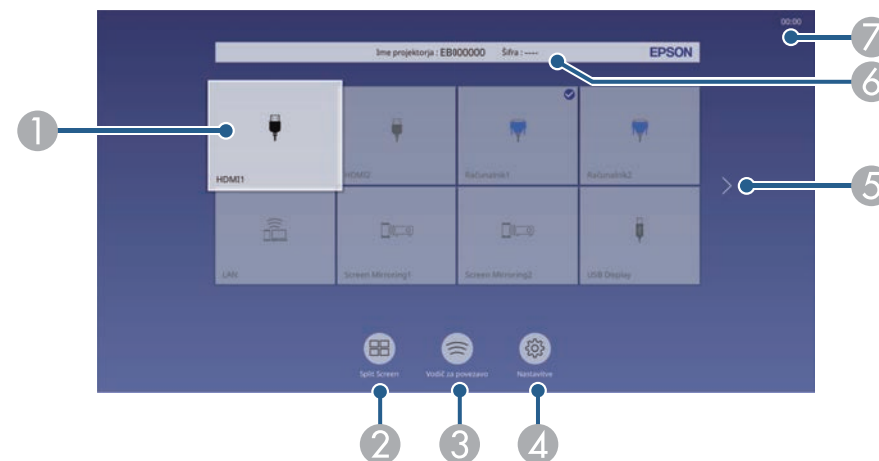 00:00
7
Ime projektorja : EB000000 Šifra : ---- EPSON
6
1
HDMI1 HDMI2 Računalnik1 Računalnik2
5
LAN Screen Mirroring1 Screen Mirroring2 USB Display
Split Screen Vodič za povezavo Nastavitve
2 3 4